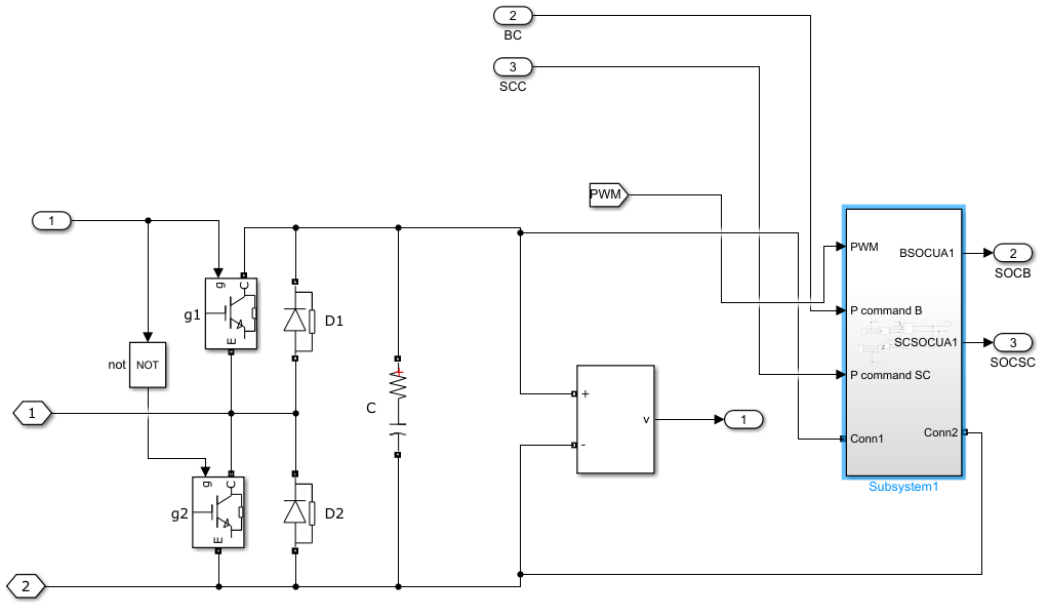 2
BC
3
SCC
PWM
1
g
C
g1
E
D1
not
NOT
1
C
+
-
v
1
g
C
g2
E
D2
2
PWM
BSOCUA1
P command B
SCSOCUA1
P command SC
Conn1
Conn2
Subsystem1
2
SOCB
3
SOCSC